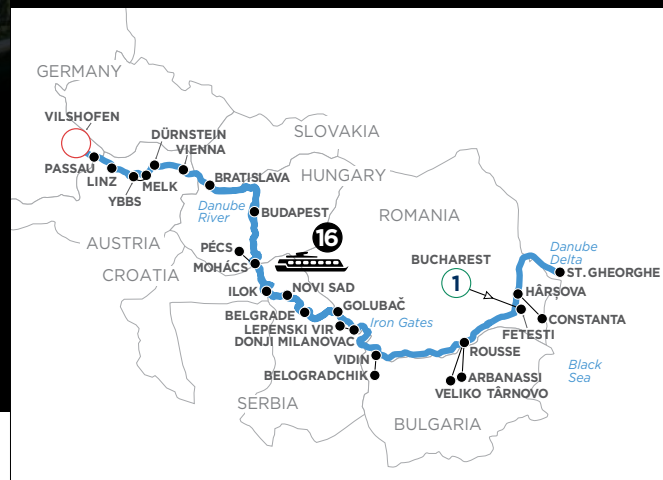 GERMANY
VILSHOFEN
DÜRNSTEIN
VIENNA
SLOVAKIA
PASSAU
LINZ
YBBS
MELK
BRATISLAVA
HUNGARY
Danube
River
BUDAPEST
ROMANIA
AUSTRIA
PÉCS
16
MOHÁCS
CROATIA
BUCHAREST
1
Danube
Delta
ST. GHEORGHE
HÂRȘOVA
ILOK
NOVI SAD
GOLUBAČ
CONSTANTA
FETESTI
BELGRADE
LEPENSKI VIR
DONJI MILANOVAC
Iron Gates
ROUSSE
VIDIN
BELOGRADCHIK
Black
Sea
ARBANASSI
VELIKO TÂRNOVO
SERBIA
BULGARIA